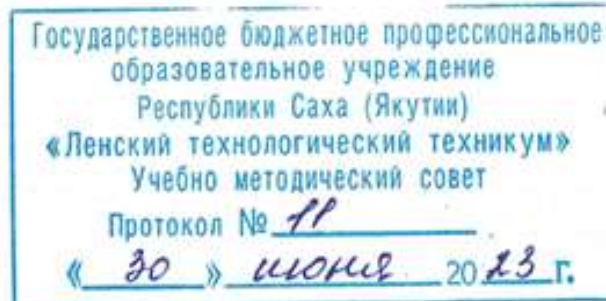 Государственное бюджетное профессиональное
образовательное учреждение
Республики Саха (Якутии)
«Ленский технологический техникум»
Учебно методический совет
Протокол № 11
« 30 » июня 2023 г.